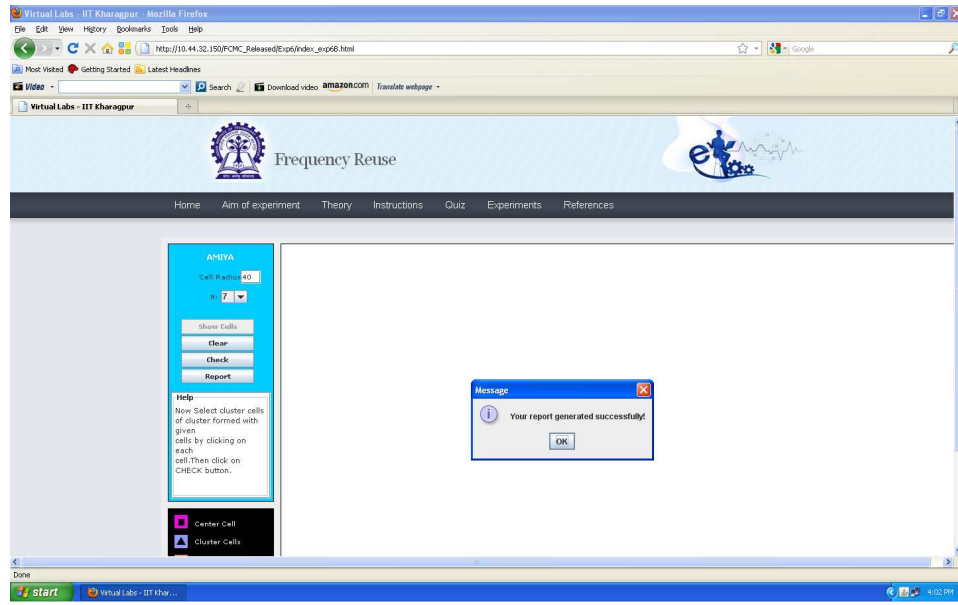 Virtual Labs - IIT Kharagpur - Mozilla Firefox
File Edit View History Bookmarks Tools Help
http://10.44.32.150/FCMC_Released/Exp6/index_exp6B.html
Google
Most Visited Getting Started Latest Headlines
Video Search Download video amazon.com Translate webpage
Virtual Labs - IIT Kharagpur
Frequency Reuse
Home Aim of experiment Theory Instructions Quiz Experiments References
AMIYA
Cell Radius 40
N: 7
Show Cells
Clear
Check
Report
Help
Now Select cluster cells
of cluster formed with
given
cells by clicking on
each
cell.Then click on
CHECK button.
Message
Your report generated successfully!
OK
Center Cell
Cluster Cells
Done
start Virtual Labs - IIT Khar... 4:02 PM